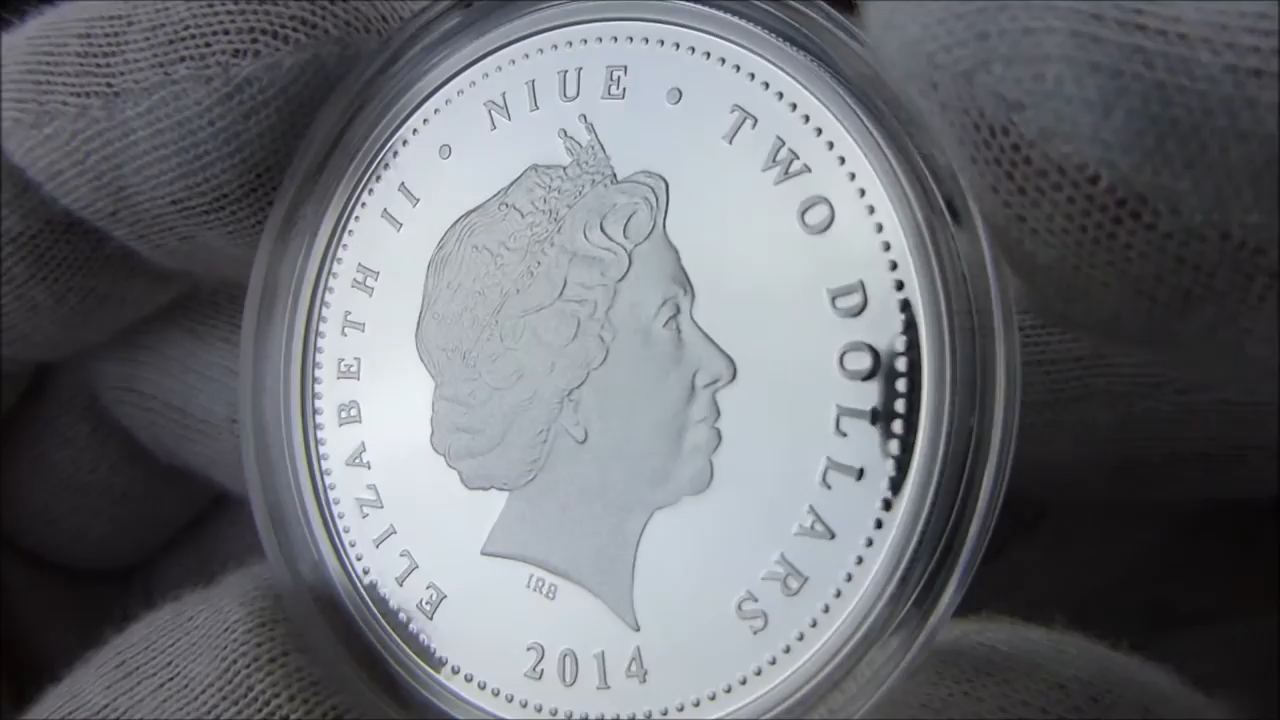 ELIZABETH II • NIUE • TWO DOLLARS
IRB
2014